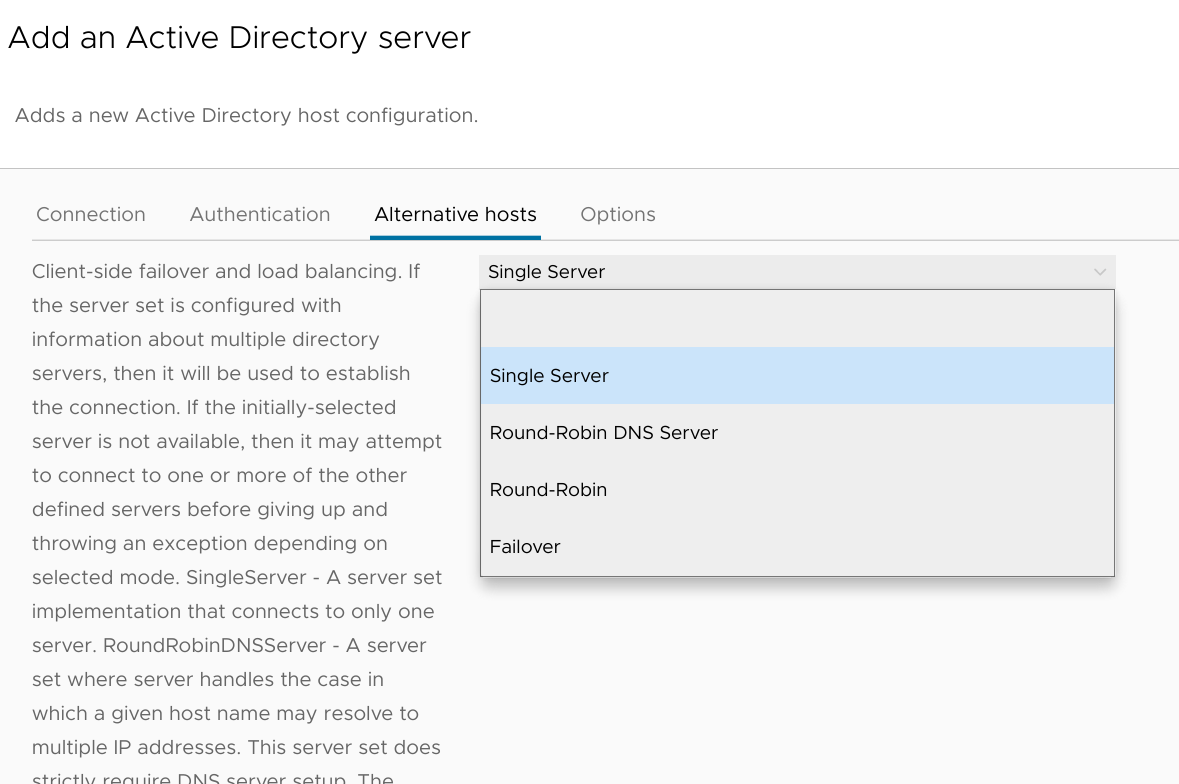 Add an Active Directory server
Adds a new Active Directory host configuration.
Connection Authentication Alternative hosts Options
Client-side failover and load balancing. If
the server set is configured with
information about multiple directory
servers, then it will be used to establish
the connection. If the initially-selected
server is not available, then it may attempt
to connect to one or more of the other
defined servers before giving up and
throwing an exception depending on
selected mode. SingleServer - A server set
implementation that connects to only one
server. RoundRobinDNSServer - A server
set where server handles the case in
which a given host name may resolve to
multiple IP addresses. This server set does
strictly require DNS server setup. The
Single Server
Single Server
Round-Robin DNS Server
Round-Robin
Failover